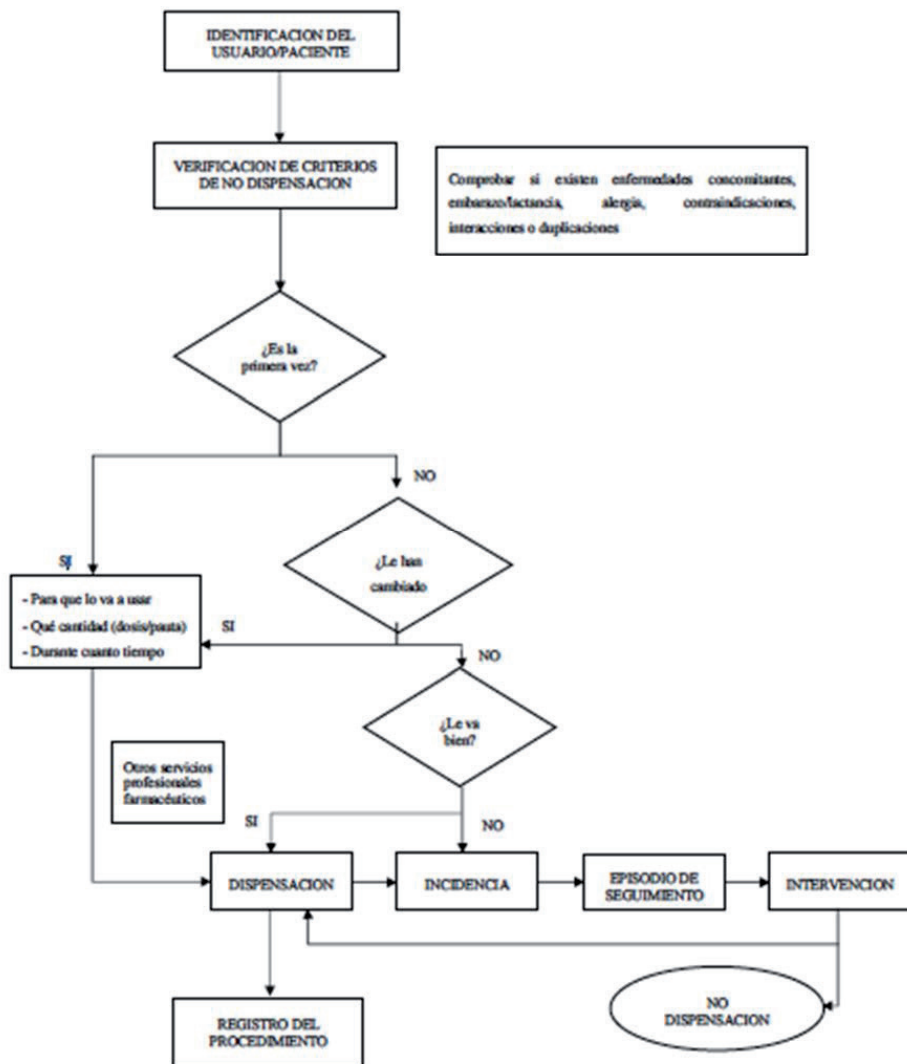 IDENTIFICACION DEL
USUARIO/PACIENTE
VERIFICACION DE CRITERIOS
DE NO DISPENSACION
Comprobar si existen enfermedades concomitantes,
embarazo/lactancia, alergia, contraindicaciones,
interacciones o duplicaciones
¿Es la
primera vez?
NO
SI
¿Le han
cambiado
- Para que lo va a usar
- Qué cantidad (dosis/pauta)
- Durante cuanto tiempo
SI
NO
¿Le va
bien?
Otros servicios
profesionales
farmacéuticos
SI
NO
DISPENSACION
INCIDENCIA
EPISODIO DE
SEGUIMIENTO
INTERVENCION
NO
DISPENSACION
REGISTRO DEL
PROCEDIMIENTO